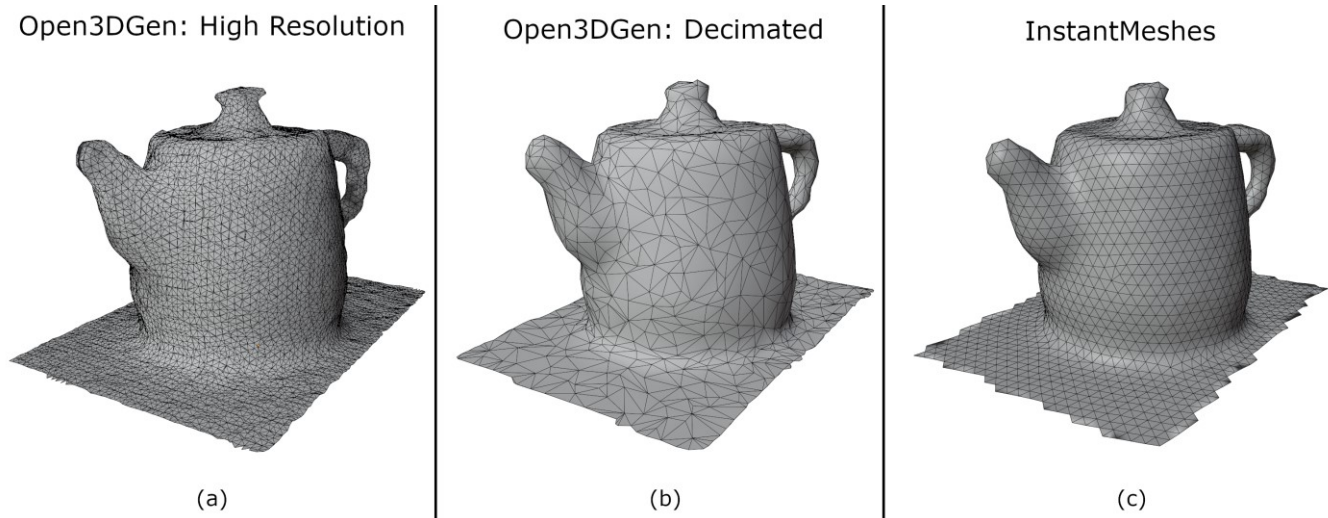 Open3DGen: High Resolution
Open3DGen: Decimated
InstantMeshes
(a)
(b)
(c)